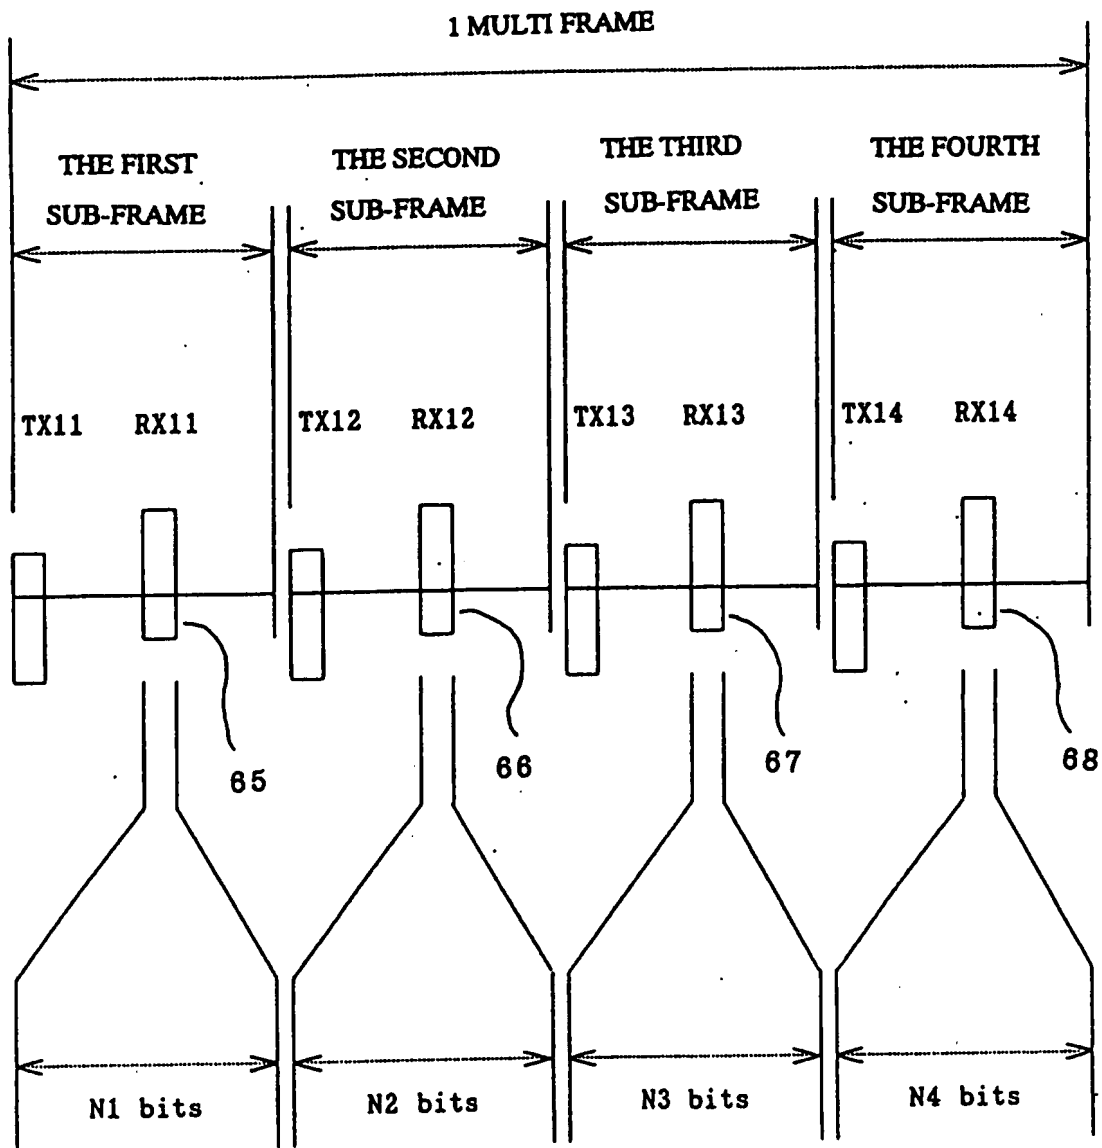 1 MULTI FRAME
THE FIRST
SUB-FRAME
THE SECOND
SUB-FRAME
THE THIRD
SUB-FRAME
THE FOURTH
SUB-FRAME
TX11 RX11 TX12 RX12 TX13 RX13 TX14 RX14
65 66 67 68
N1 bits N2 bits N3 bits N4 bits